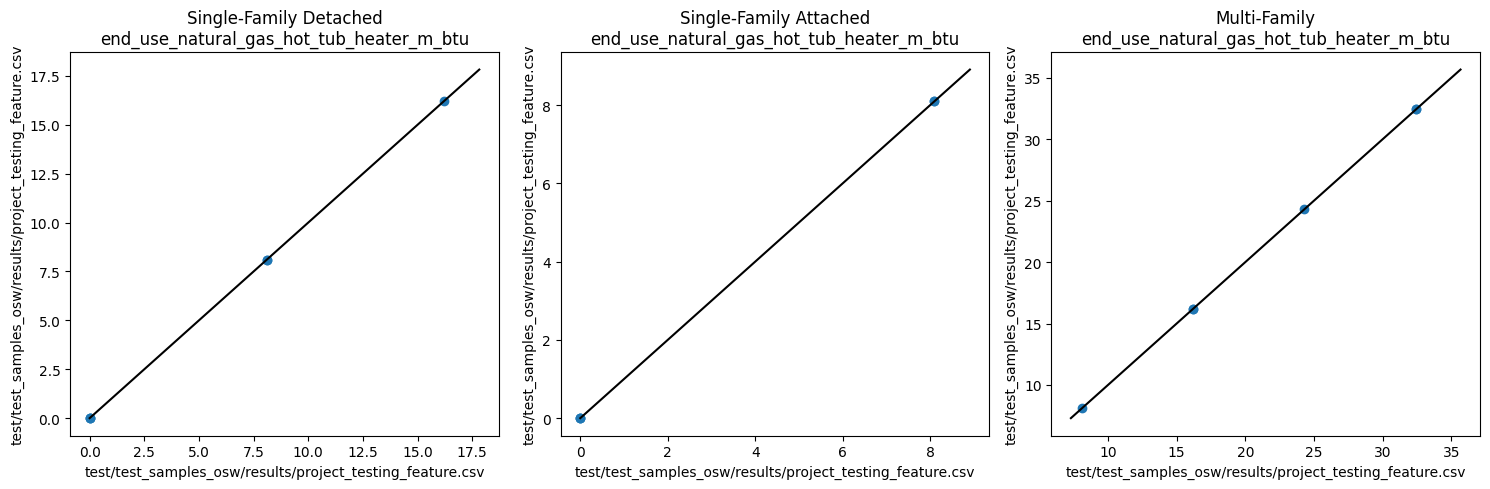 Single-Family Detached
end_use_natural_gas_hot_tub_heater_m_btu
test/test_samples_osw/results/project_testing_feature.csv
17.5
15.0
12.5
10.0
7.5
5.0
2.5
0.0
0.0 2.5 5.0 7.5 10.0 12.5 15.0 17.5
test/test_samples_osw/results/project_testing_feature.csv
Single-Family Attached
end_use_natural_gas_hot_tub_heater_m_btu
test/test_samples_osw/results/project_testing_feature.csv
8
6
4
2
0
0 2 4 6 8
test/test_samples_osw/results/project_testing_feature.csv
Multi-Family
end_use_natural_gas_hot_tub_heater_m_btu
test/test_samples_osw/results/project_testing_feature.csv
35
30
25
20
15
10
10 15 20 25 30 35
test/test_samples_osw/results/project_testing_feature.csv